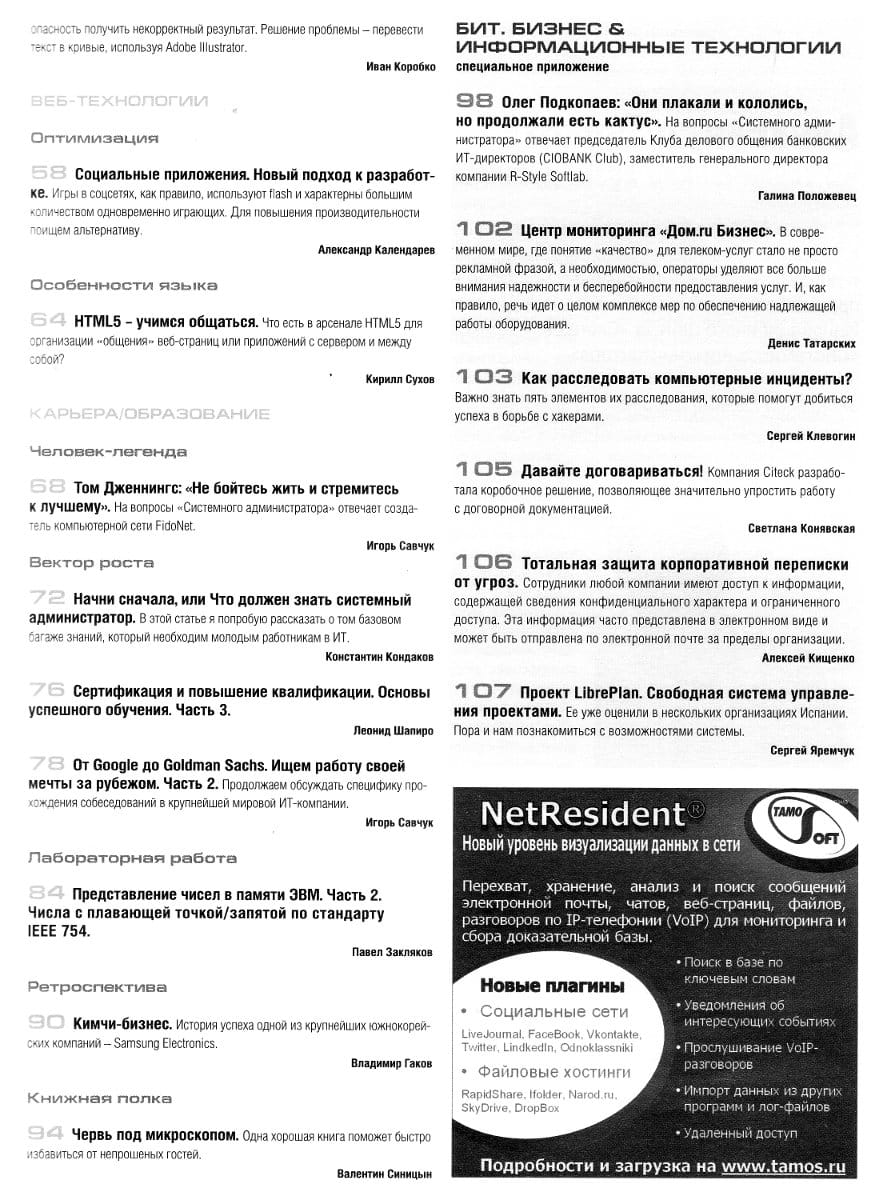 опасность получить некорректный результат. Решение проблемы – перевести
текст в кривые, используя Adobe Illustrator.
Иван Коробко
ВЕБ-ТЕХНОЛОГИИ
Оптимизация
58 Социальные приложения. Новый подход к разработ-
ке. Игры в соцсетях, как правило, используют flash и характерны большим
количеством одновременно играющих. Для повышения производительности
поищем альтернативу.
Александр Календарев
Особенности языка
64 HTML5 – учимся общаться. Что есть в арсенале HTML5 для
организации «общения» веб-страниц или приложений с сервером и между
собой?
Кирилл Сухов
КАРЬЕРА/ОБРАЗОВАНИЕ
Человек-легенда
68 Том Дженнингс: «Не бойтесь жить и стремитесь
к лучшему». На вопросы «Системного администратора» отвечает созда-
тель компьютерной сети FidoNet.
Игорь Савчук
Вектор роста
72 Начни сначала, или Что должен знать системный
администратор. В этой статье я попробую рассказать о том базовом
багаже знаний, который необходим молодым работникам в ИТ.
Константин Кондаков
76 Сертификация и повышение квалификации. Основы
успешного обучения. Часть 3.
Леонид Шапиро
78 От Google до Goldman Sachs. Ищем работу своей
мечты за рубежом. Часть 2. Продолжаем обсуждать специфику про-
хождения собеседований в крупнейшей мировой ИТ-компании.
Игорь Савчук
Лабораторная работа
84 Представление чисел в памяти ЭВМ. Часть 2.
Числа с плавающей точкой/запятой по стандарту
IEEE 754.
Павел Закляков
Ретроспектива
90 Кимчи-бизнес. История успеха одной из крупнейших южнокорей-
ских компаний – Samsung Electronics.
Владимир Гаков
Книжная полка
94 Червь под микроскопом. Одна хорошая книга поможет быстро
избавиться от непрошеных гостей.
Валентин Синицын
БИТ. БИЗНЕС &
ИНФОРМАЦИОННЫЕ ТЕХНОЛОГИИ
специальное приложение
98 Олег Подкопаев: «Они плакали и кололись,
но продолжали есть кактус». На вопросы «Системного адми-
нистратора» отвечает председатель Клуба делового общения банковских
ИТ-директоров (CIOBANK Club), заместитель генерального директора
компании R-Style Softlab.
Галина Положевец
102 Центр мониторинга «Дом.ru Бизнес». В совре-
менном мире, где понятие «качество» для телеком-услуг стало не просто
рекламной фразой, а необходимостью, операторы уделяют все больше
внимания надежности и бесперебойности предоставления услуг. И, как
правило, речь идет о целом комплексе мер по обеспечению надлежащей
работы оборудования.
Денис Татарских
103 Как расследовать компьютерные инциденты?
Важно знать пять элементов их расследования, которые помогут добиться
успеха в борьбе с хакерами.
Сергей Клевогин
105 Давайте договариваться! Компания Citeck разрабо-
тала коробочное решение, позволяющее значительно упростить работу
с договорной документацией.
Светлана Конявская
106 Тотальная защита корпоративной переписки
от угроз. Сотрудники любой компании имеют доступ к информации,
содержащей сведения конфиденциального характера и ограниченного
доступа. Эта информация часто представлена в электронном виде и
может быть отправлена по электронной почте за пределы организации.
Алексей Кищенко
107 Проект LibrePlan. Свободная система управле-
ния проектами. Ее уже оценили в нескольких организациях Испании.
Пора и нам познакомиться с возможностями системы.
Сергей Яремчук
NetResident®
TAMO SOFT
Новый уровень визуализации данных в сети
Перехват, хранение, анализ и поиск сообщений
электронной почты, чатов, веб-страниц, файлов,
разговоров по IP-телефонии (VoIP) для мониторинга и
сбора доказательной базы.
Новые плагины
• Социальные сети
LiveJournal, FaceBook, Vkontakte,
Twitter, LindkedIn, Odnoklassniki
• Файловые хостинги
RapidShare, Ifolder, Narod.ru,
SkyDrive, DropBox
• Поиск в базе по
ключевым словам
• Уведомления об
интересующих событиях
• Прослушивание VoIP-
разговоров
• Импорт данных из других
программ и лог-файлов
• Удаленный доступ
Подробности и загрузка на www.tamos.ru